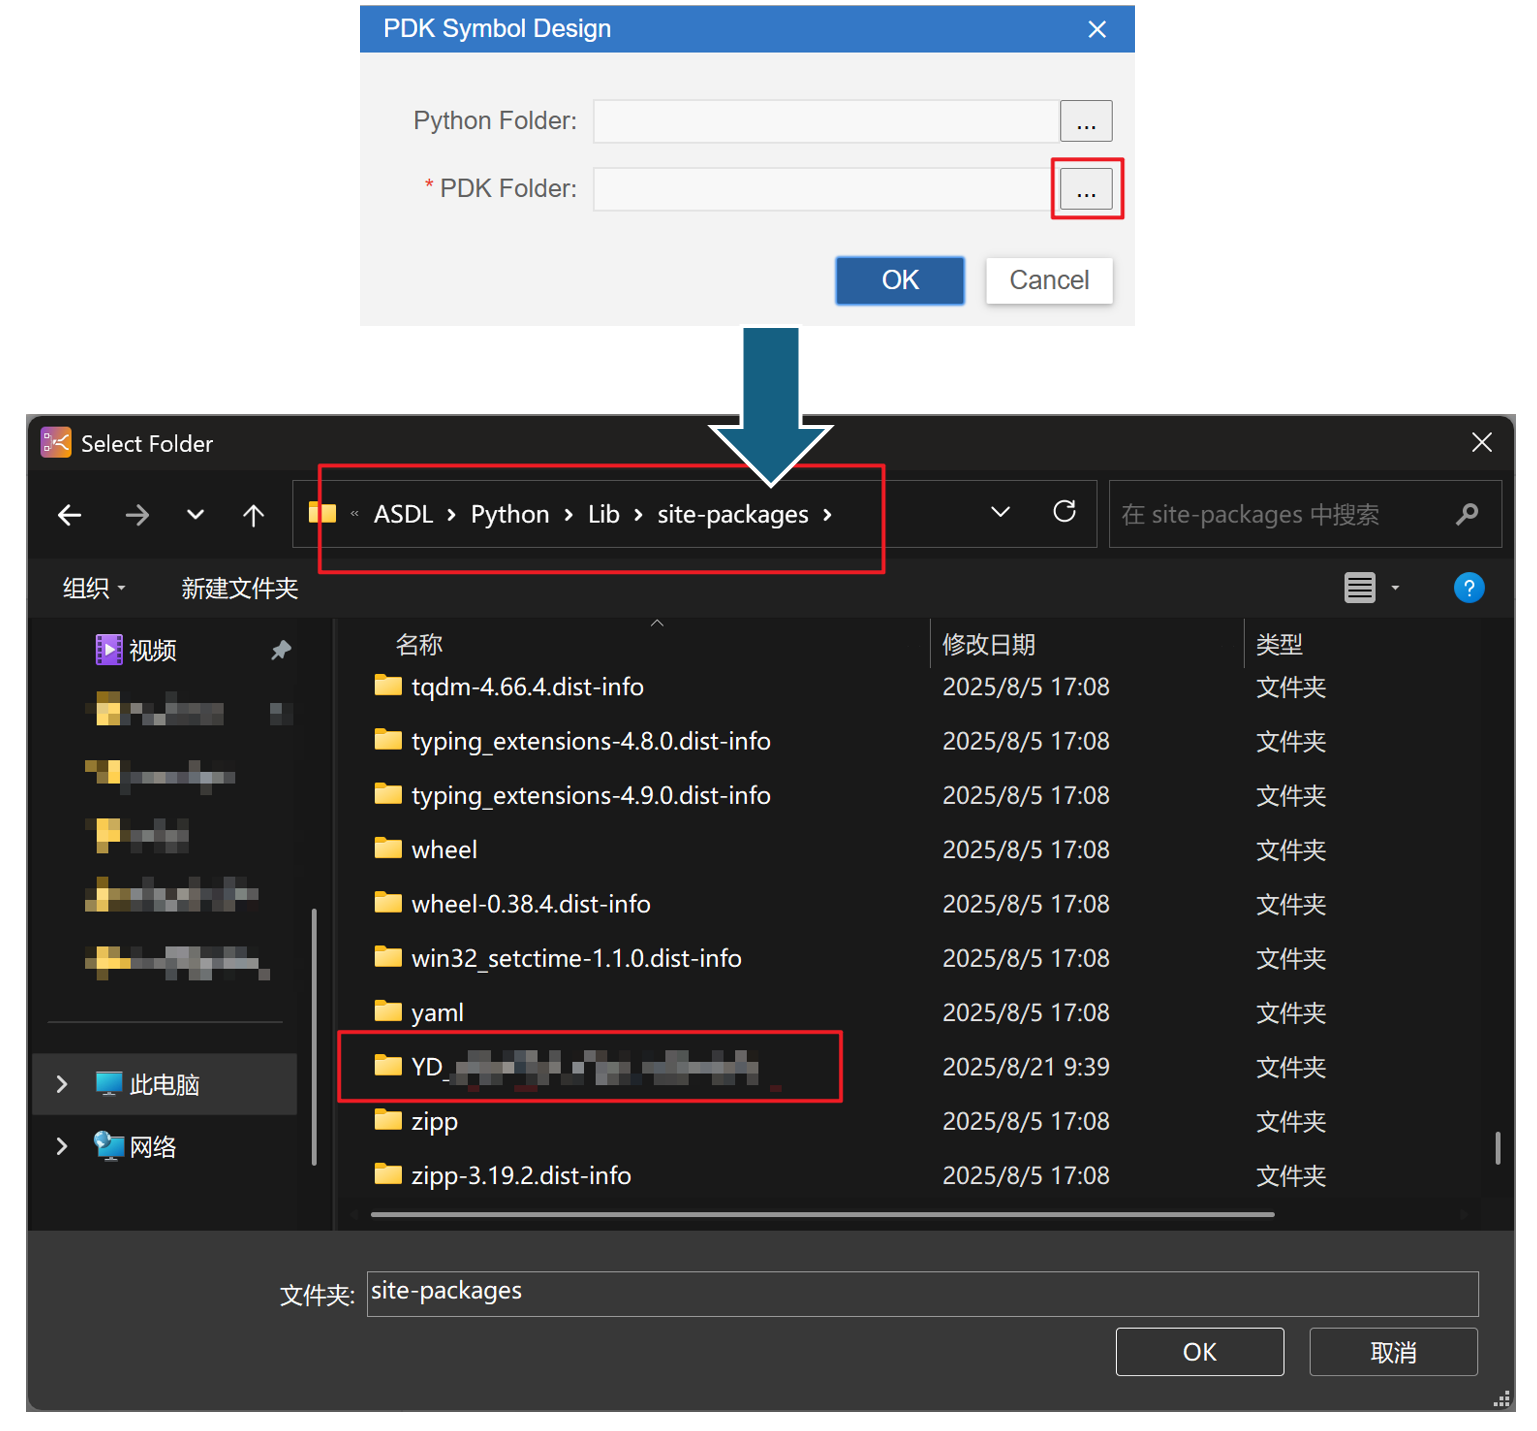 PDK Symbol Design
Python Folder: ...
* PDK Folder: ...
OK Cancel
Select Folder
« ASDL › Python › Lib › site-packages ›
在 site-packages 中搜索
组织 新建文件夹
?
视频
此电脑
网络
名称 修改日期 类型
tqdm-4.66.4.dist-info 2025/8/5 17:08 文件夹
typing_extensions-4.8.0.dist-info 2025/8/5 17:08 文件夹
typing_extensions-4.9.0.dist-info 2025/8/5 17:08 文件夹
wheel 2025/8/5 17:08 文件夹
wheel-0.38.4.dist-info 2025/8/5 17:08 文件夹
win32_setctime-1.1.0.dist-info 2025/8/5 17:08 文件夹
yaml 2025/8/5 17:08 文件夹
YD_ 2025/8/21 9:39 文件夹
zipp 2025/8/5 17:08 文件夹
zipp-3.19.2.dist-info 2025/8/5 17:08 文件夹
文件夹: site-packages
OK 取消